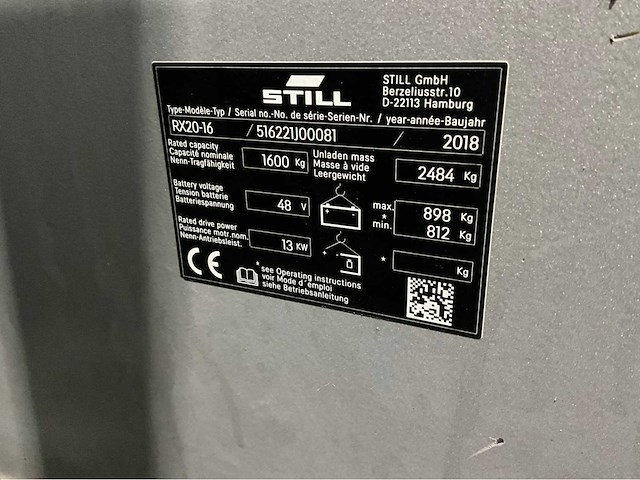 STILL
STILL GmbH
Berzeliusstr.10
D-22113 Hamburg
Type-Modèle-Typ / Serial no.-No. de série-Serien-Nr. / year-année-Baujahr
RX20-16 / 516221J00081 / 2018
Rated capacity
Capacité nominale
Nenn-Tragfähigkeit
1600 Kg
Unladen mass
Masse à vide
Leergewicht
2484 Kg
Battery voltage
Tension batterie
Batteriespannung
48 V
max. 898 Kg
*
min. 812 Kg
Rated drive power
Puissance motr.nom.
Nenn-Antriebsleist.
13 KW
* Kg
CE
*see Operating instructions
voir Mode d'emploi
siehe Betriebsanleitung